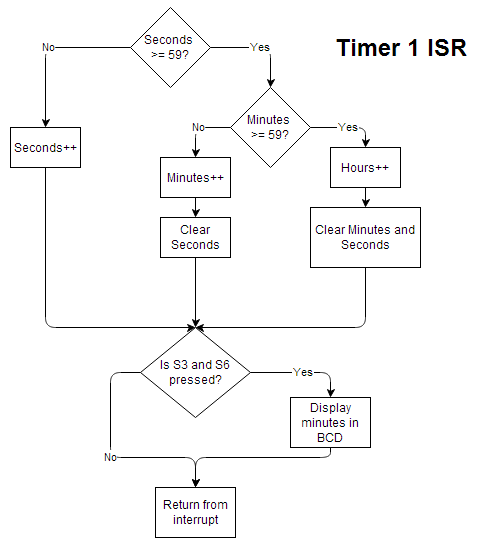 Timer 1 ISR
Seconds
>= 59?
No
Yes
Minutes
>= 59?
No
Yes
Seconds++
Minutes++
Hours++
Clear
Seconds
Clear Minutes and
Seconds
Is S3 and S6
pressed?
Yes
Display
minutes in
BCD
No
Return from
interrupt